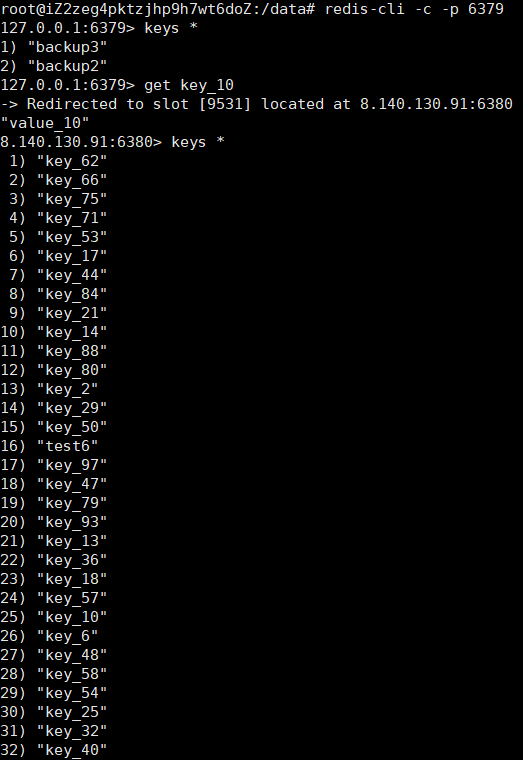 root@iZ2zeg4pktzjhp9h7wt6doZ:/data# redis-cli -c -p 6379
127.0.0.1:6379> keys *
1) "backup3"
2) "backup2"
127.0.0.1:6379> get key_10
-> Redirected to slot [9531] located at 8.140.130.91:6380
"value_10"
8.140.130.91:6380> keys *
 1) "key_62"
 2) "key_66"
 3) "key_75"
 4) "key_71"
 5) "key_53"
 6) "key_17"
 7) "key_44"
 8) "key_84"
 9) "key_21"
10) "key_14"
11) "key_88"
12) "key_80"
13) "key_2"
14) "key_29"
15) "key_50"
16) "test6"
17) "key_97"
18) "key_47"
19) "key_79"
20) "key_93"
21) "key_13"
22) "key_36"
23) "key_18"
24) "key_57"
25) "key_10"
26) "key_6"
27) "key_48"
28) "key_58"
29) "key_54"
30) "key_25"
31) "key_32"
32) "key_40"